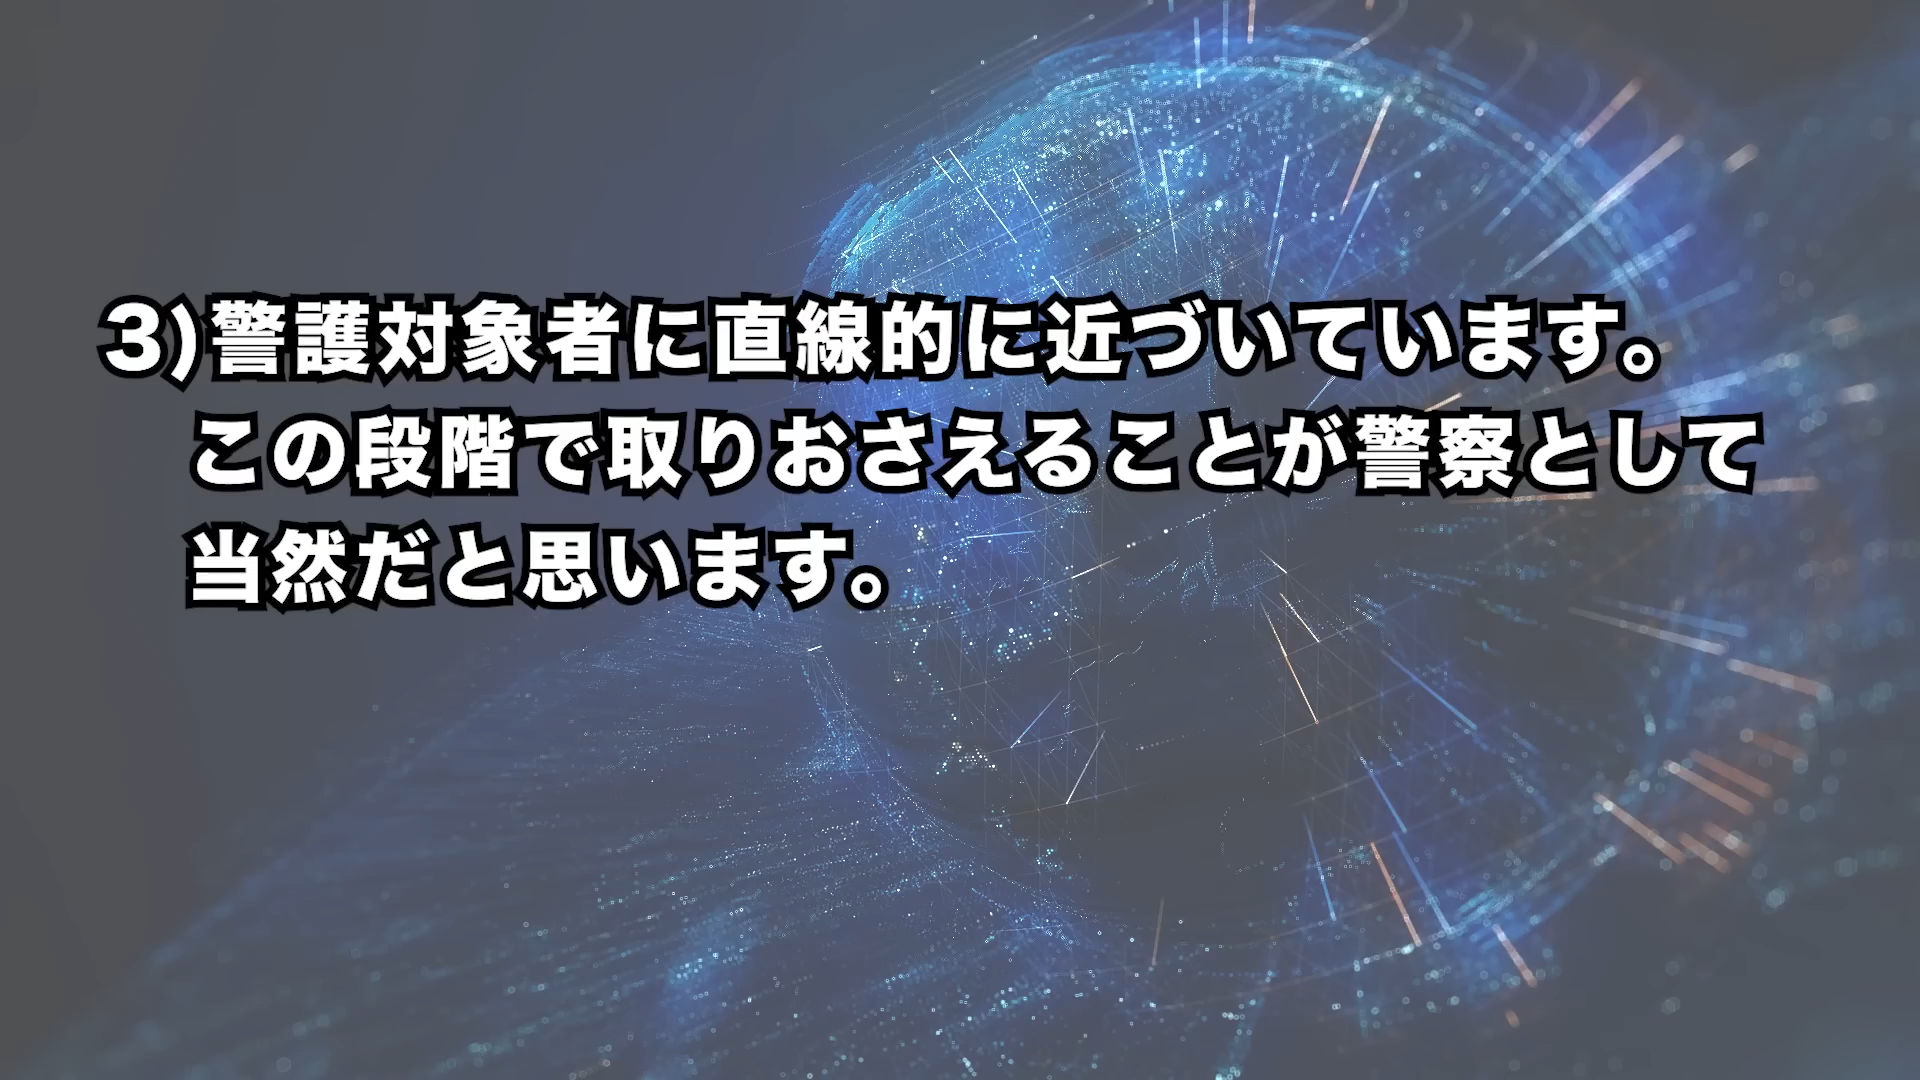 3)警護対象者に直線的に近づいています。
この段階で取りおさえることが警察として
当然だと思います。